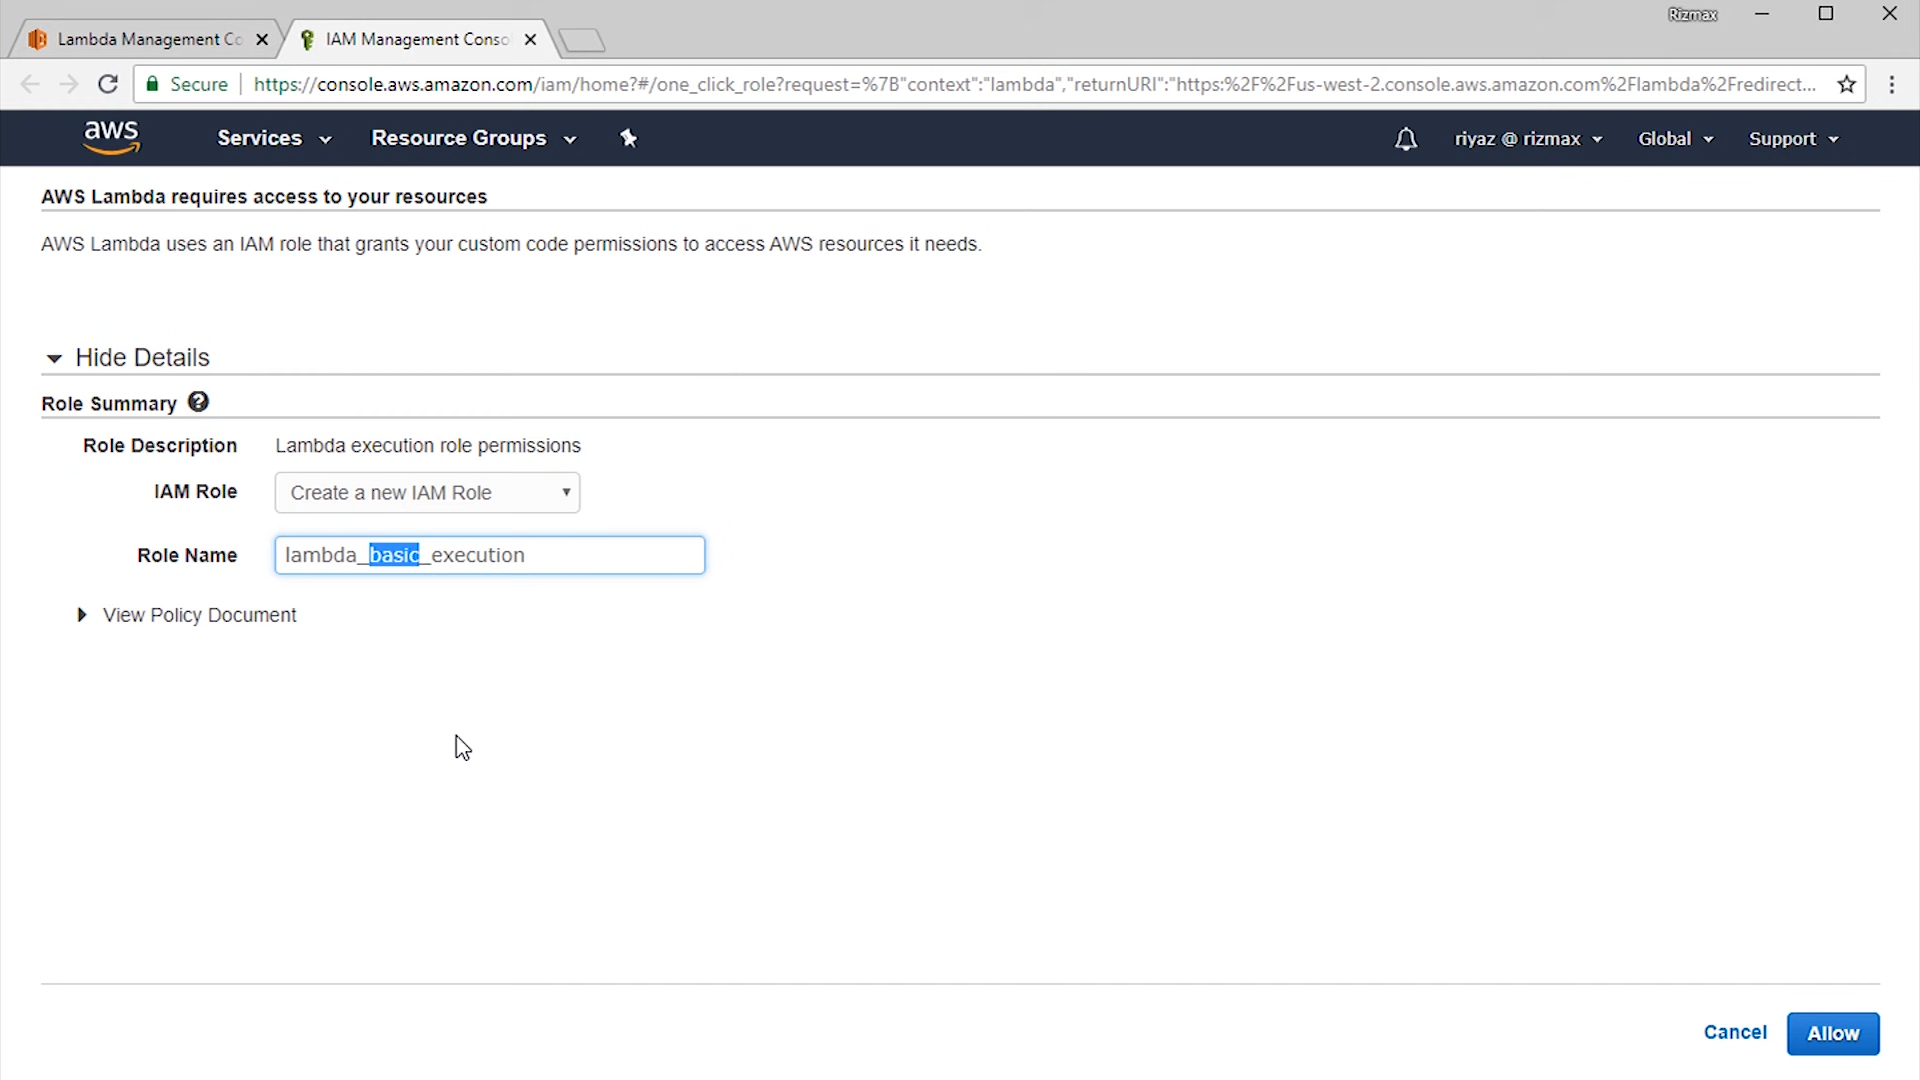 Rizmax
Lambda Management Co
IAM Management Conso
Secure
https://console.aws.amazon.com/iam/home?#/one_click_role?request=%7B"context":"lambda","returnURI":"https:%2F%2Fus-west-2.console.aws.amazon.com%2Flambda%2Fredirect...
aws
Services
Resource Groups
riyaz @ rizmax
Global
Support
AWS Lambda requires access to your resources
AWS Lambda uses an IAM role that grants your custom code permissions to access AWS resources it needs.
Hide Details
Role Summary ?
Role Description Lambda execution role permissions
IAM Role Create a new IAM Role
Role Name lambda_basic_execution
View Policy Document
Cancel Allow